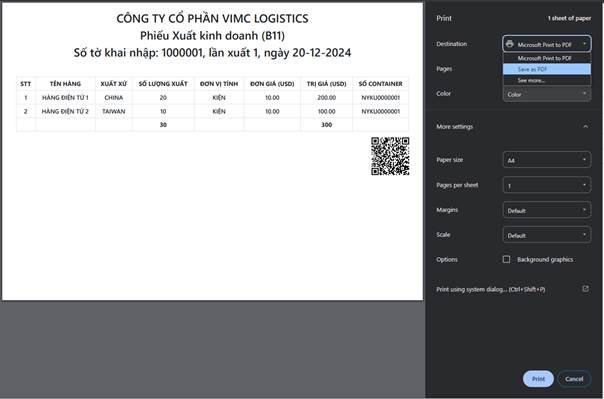 CÔNG TY CỔ PHẦN VIMC LOGISTICS
Phiếu Xuất kinh doanh (B11)
Số tờ khai nhập: 1000001, lần xuất 1, ngày 20-12-2024
STT TÊN HÀNG XUẤT XỨ SỐ LƯỢNG XUẤT ĐƠN VỊ TÍNH ĐƠN GIÁ (USD) TRỊ GIÁ (USD) SỐ CONTAINER
1 HÀNG ĐIỆN TỬ 1 CHINA 20 KIỆN 10.00 200.00 NYKU0000001
2 HÀNG ĐIỆN TỬ 2 TAIWAN 10 KIỆN 10.00 100.00 NYKU0000001
30 300
Print 1 sheet of paper
Destination Microsoft Print to PDF
Microsoft Print to PDF
Pages Save as PDF
See more...
Color Color
More settings
Paper size A4
Pages per sheet 1
Margins Default
Scale Default
Options Background graphics
Print using system dialog... (Ctrl+Shift+P)
Print Cancel